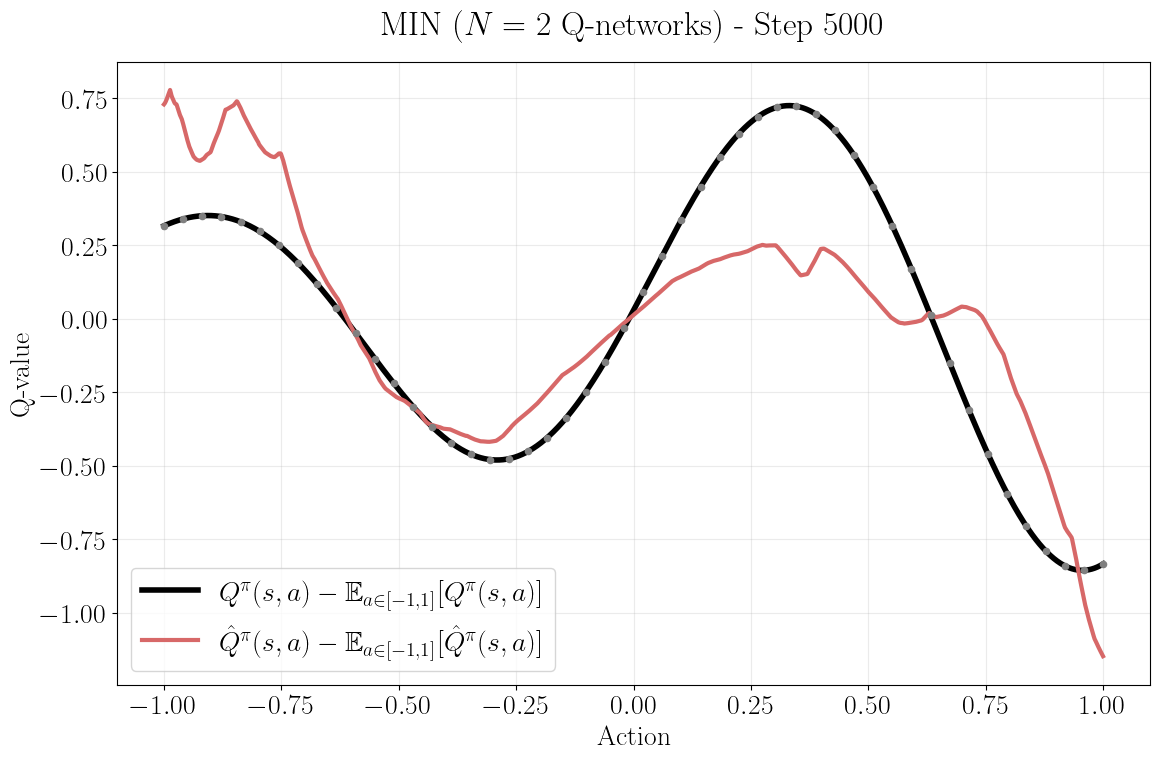 MIN (N = 2 Q-networks) - Step 5000
0.75
0.50
0.25
0.00
−0.25
−0.50
−0.75
−1.00
Q-value
Q^π(s, a) − 𝔼_{a∈[−1,1]}[Q^π(s, a)]
Q̂^π(s, a) − 𝔼_{a∈[−1,1]}[Q̂^π(s, a)]
−1.00 −0.75 −0.50 −0.25 0.00 0.25 0.50 0.75 1.00
Action